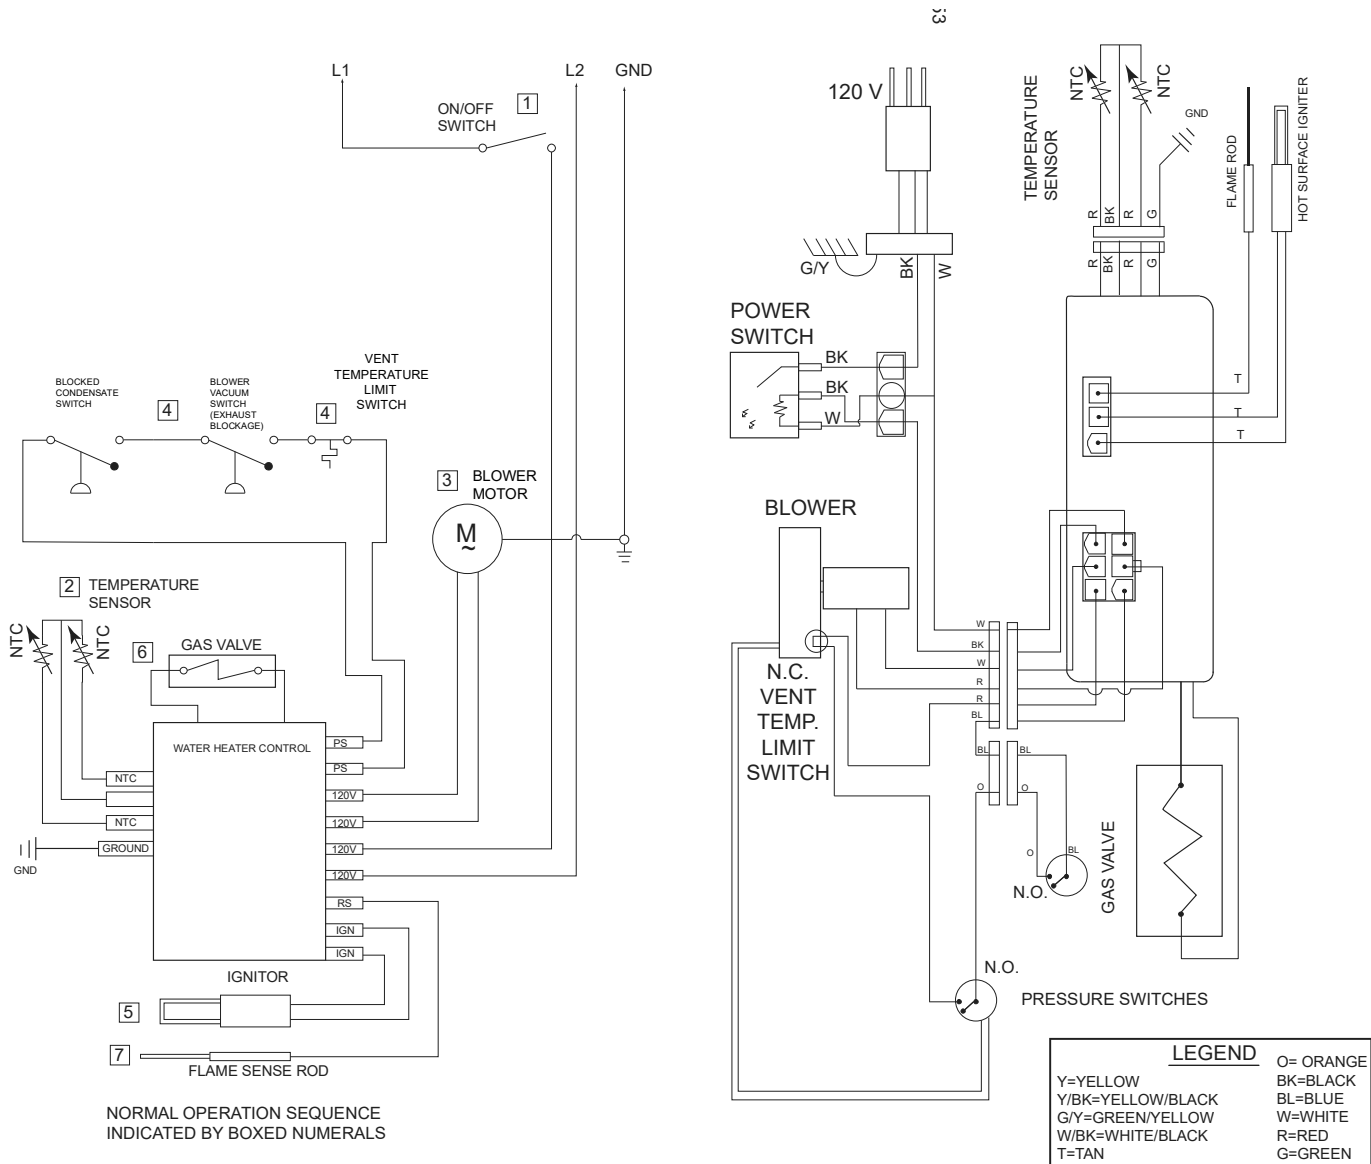 L1
L2
GND
ON/OFF
SWITCH
1
BLOCKED
CONDENSATE
SWITCH
4
BLOWER
VACUUM
SWITCH
(EXHAUST
BLOCKAGE)
4
VENT
TEMPERATURE
LIMIT
SWITCH
3
BLOWER
MOTOR
M
~
2
TEMPERATURE
SENSOR
NTC
NTC
6
GAS VALVE
WATER HEATER CONTROL
PS
PS
120V
120V
120V
120V
RS
IGN
IGN
NTC
NTC
GROUND
GND
IGNITOR
5
7
FLAME SENSE ROD
NORMAL OPERATION SEQUENCE
INDICATED BY BOXED NUMERALS
120 V
G/Y
BK
W
POWER
SWITCH
BK
BK
W
TEMPERATURE
SENSOR
NTC
NTC
GND
R
BK
R
G
R
BK
R
G
FLAME ROD
HOT SURFACE IGNITER
T
T
T
BLOWER
N.C.
VENT
TEMP.
LIMIT
SWITCH
W
BK
W
R
R
BL
BL
BL
O
O
O
BL
N.O.
GAS VALVE
N.O.
PRESSURE SWITCHES
LEGEND
Y=YELLOW
Y/BK=YELLOW/BLACK
G/Y=GREEN/YELLOW
W/BK=WHITE/BLACK
T=TAN
O= ORANGE
BK=BLACK
BL=BLUE
W=WHITE
R=RED
G=GREEN